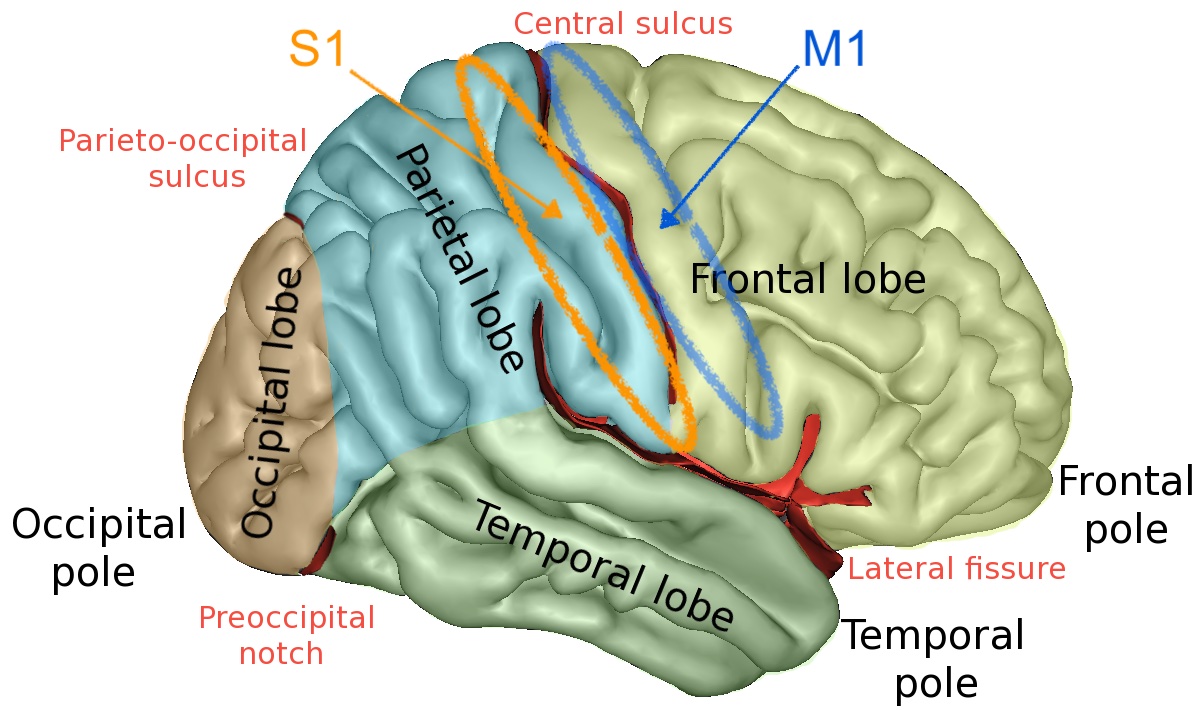 Central sulcus
S1
M1
Parieto-occipital
sulcus
Parietal lobe
Frontal lobe
Occipital lobe
Frontal
pole
Occipital
pole
Temporal lobe
Lateral fissure
Preoccipital
notch
Temporal
pole